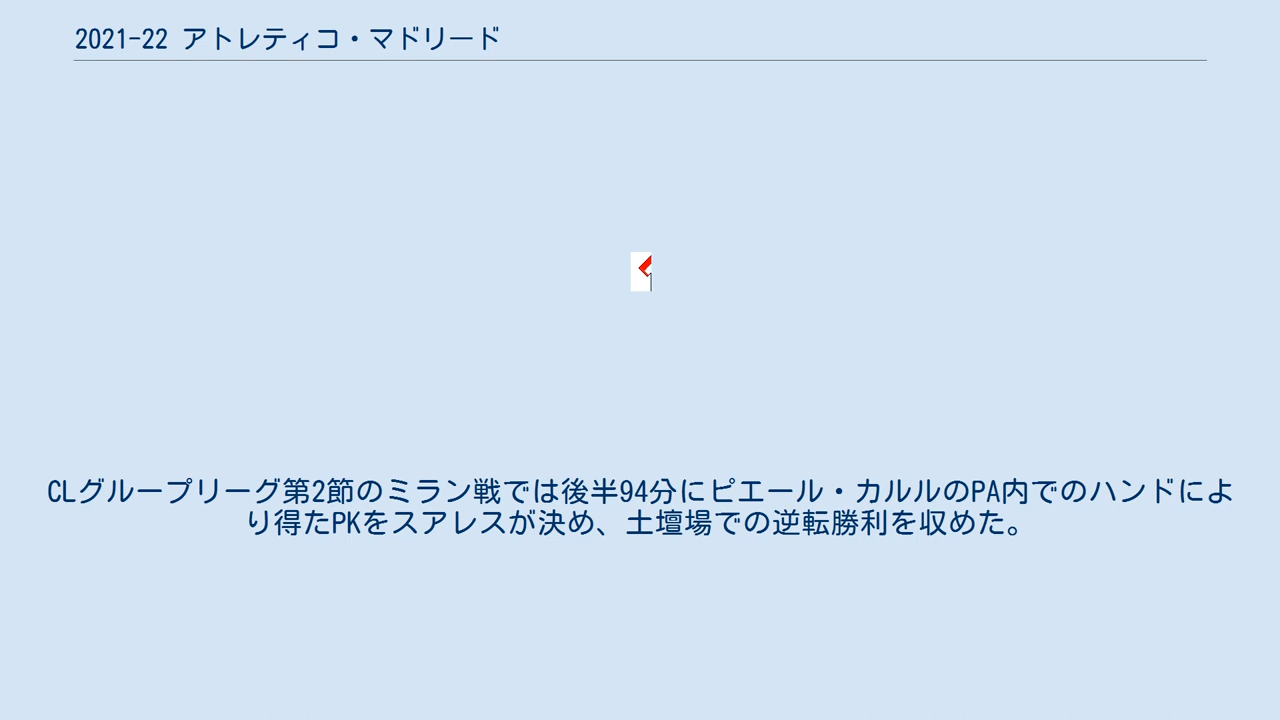 2021-22 アトレティコ・マドリード
CLグループリーグ第2節のミラン戦では後半94分にピエール・カルルのPA内でのハンドによ
り得たPKをスアレスが決め、土壇場での逆転勝利を収めた。